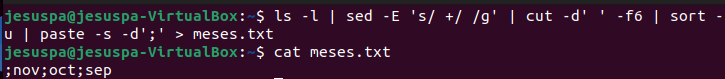 jesuspa@jesuspa-VirtualBox:~$ ls -l | sed -E 's/ +/ /g' | cut -d' ' -f6 | sort -
u | paste -s -d';' > meses.txt
jesuspa@jesuspa-VirtualBox:~$ cat meses.txt
;nov;oct;sep